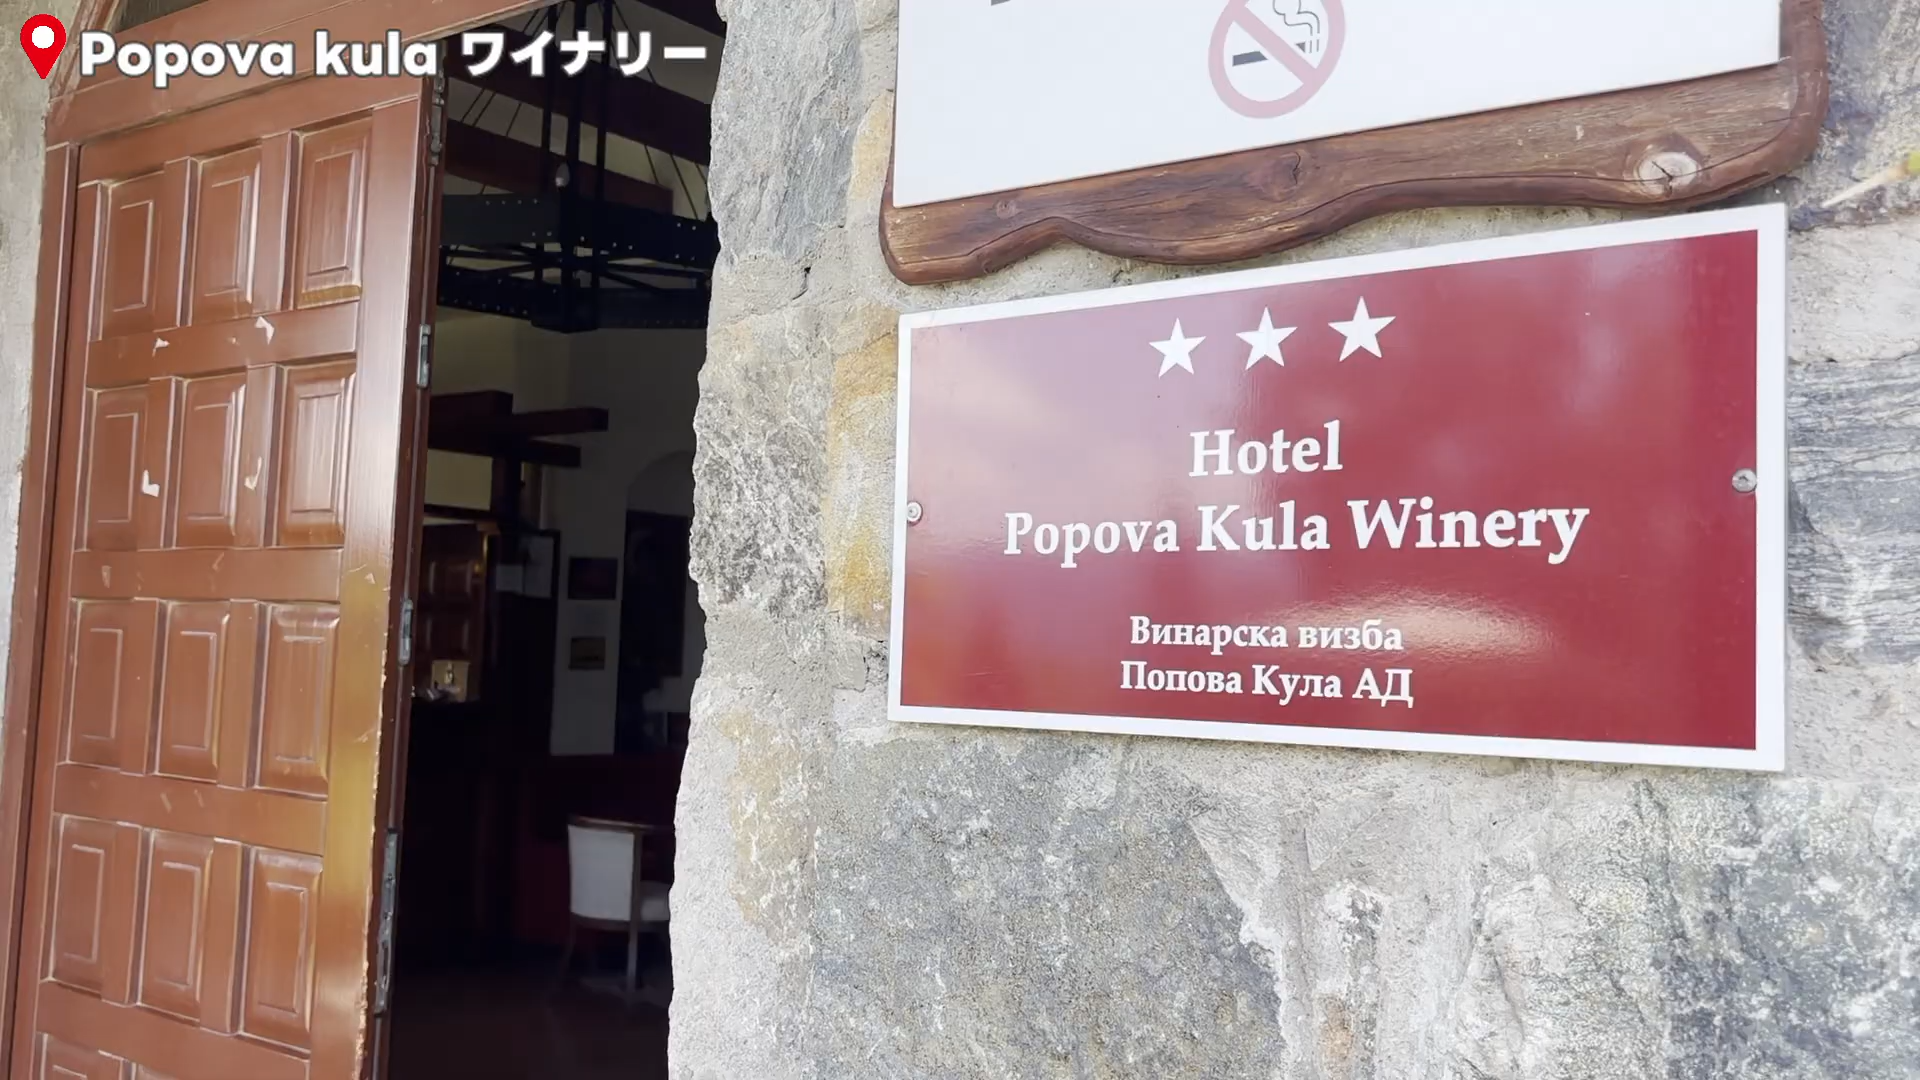 Popova kula ワイナリー
Hotel
Popova Kula Winery
Винарска визба
Попова Кула АД